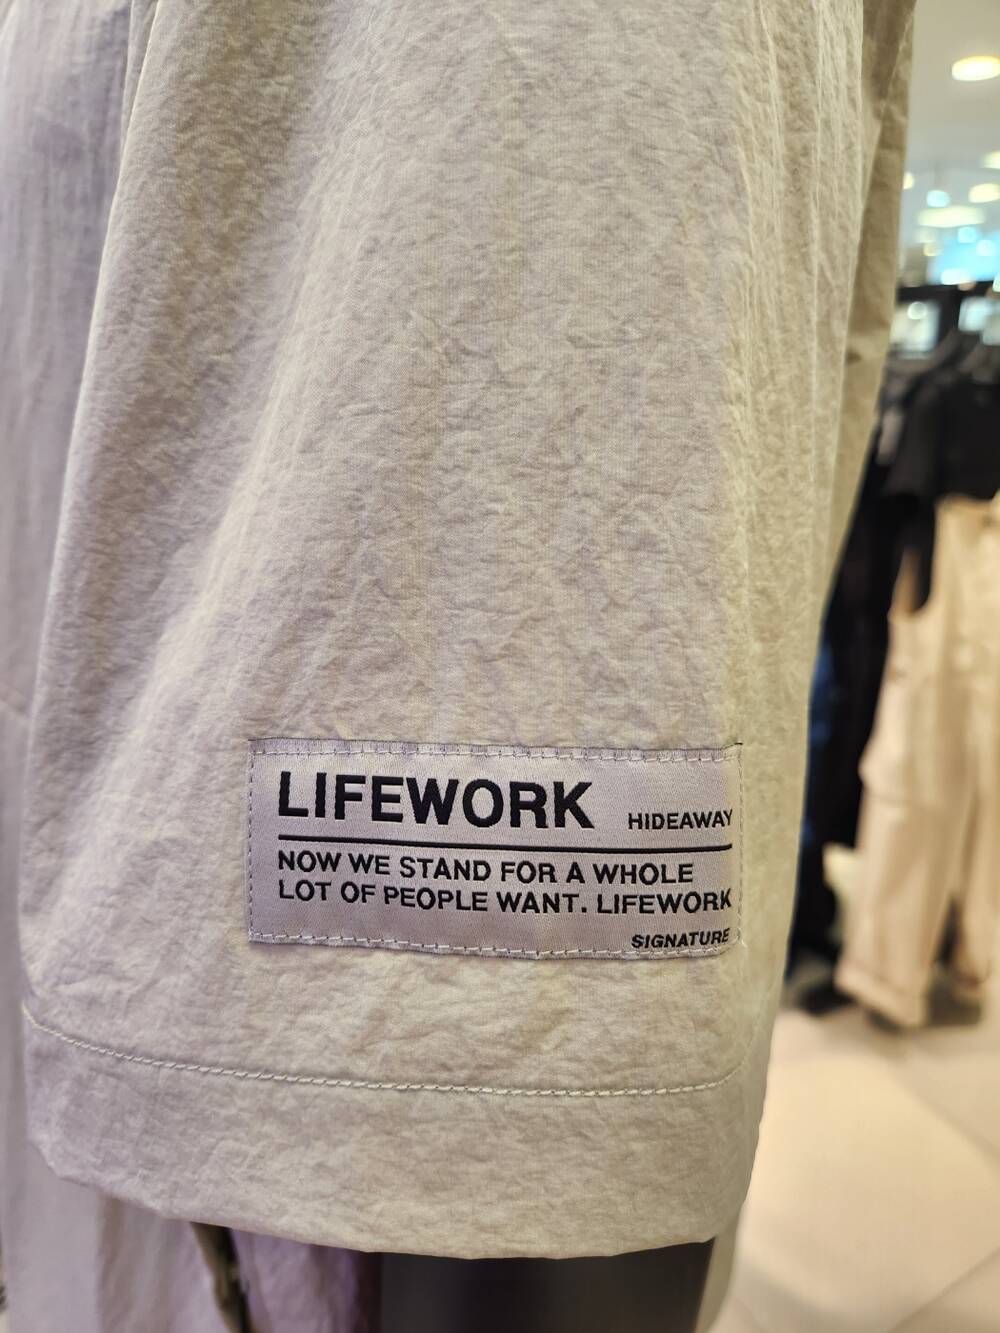 LIFEWORK HIDEAWAY
NOW WE STAND FOR A WHOLE
LOT OF PEOPLE WANT. LIFEWORK
SIGNATURE